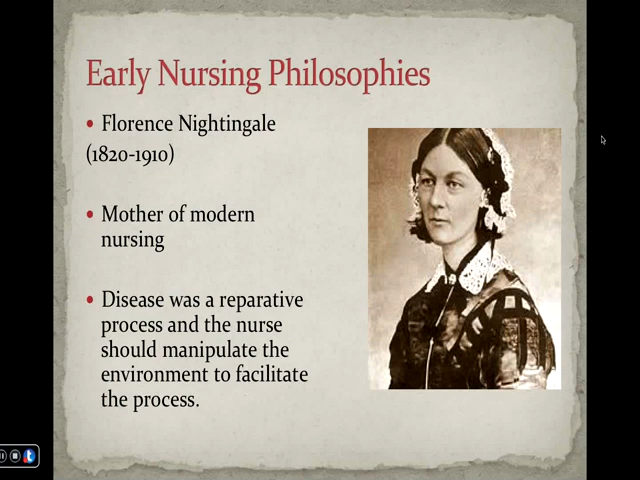 Early Nursing Philosophies
• Florence Nightingale
(1820-1910)
• Mother of modern
nursing
• Disease was a reparative
process and the nurse
should manipulate the
environment to facilitate
the process.